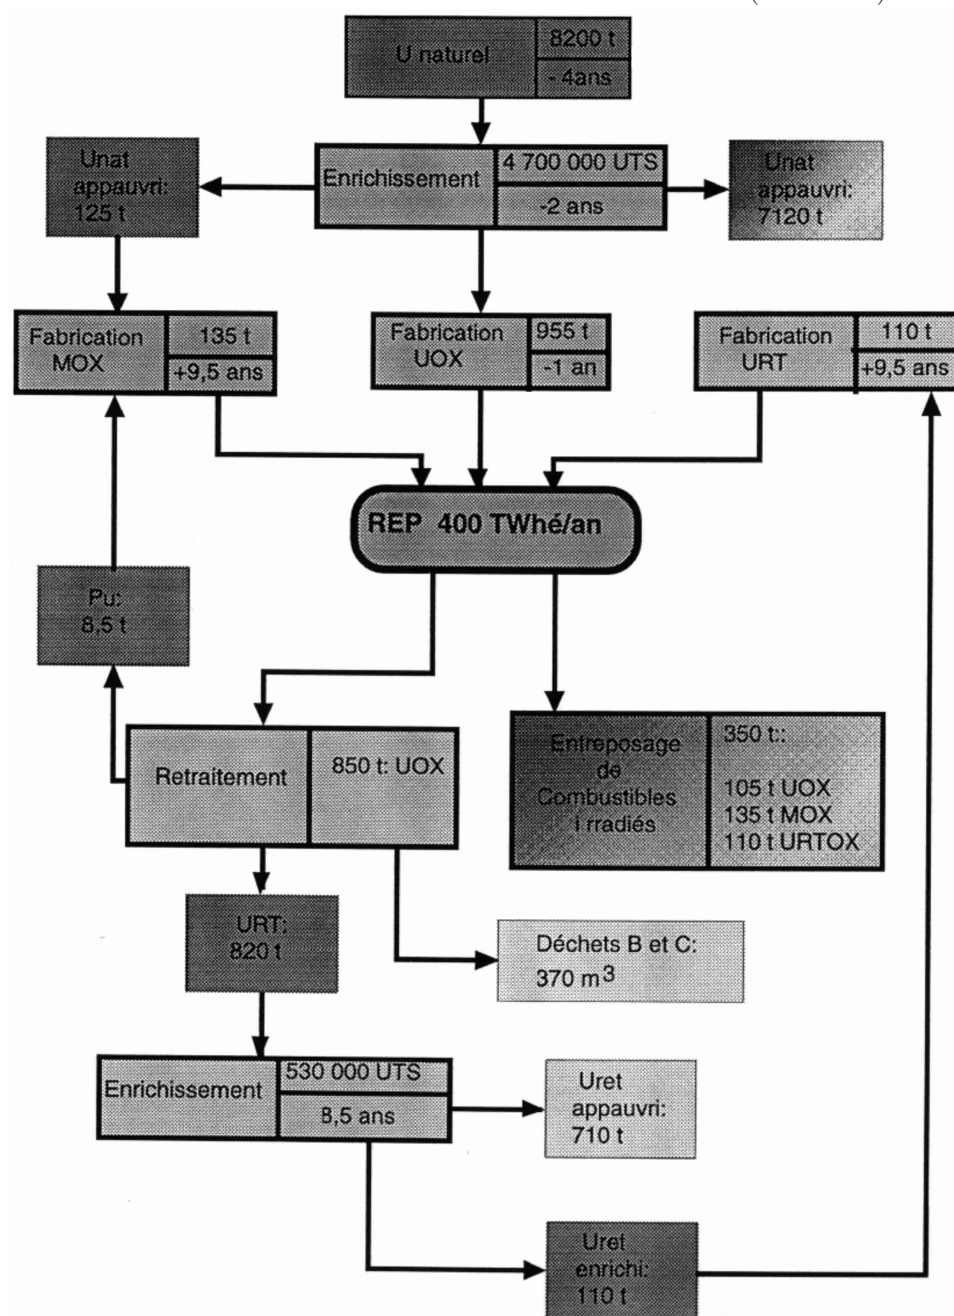 U naturel
8200 t
- 4ans
Unat
appauvri:
125 t
Enrichissement
4 700 000 UTS
-2 ans
Unat
appauvri:
7120 t
Fabrication
MOX
135 t
+9,5 ans
Fabrication
UOX
955 t
-1 an
Fabrication
URT
110 t
+9,5 ans
REP 400 TWhé/an
Pu:
8,5 t
Retraitement
850 t: UOX
Entreposage
de
Combustibles
i rradiés
350 t::
105 t UOX
135 t MOX
110 t URTOX
URT:
820 t
Déchets B et C:
370 m³
Enrichissement
530 000 UTS
8,5 ans
Uret
appauvri:
710 t
Uret
enrichi:
110 t